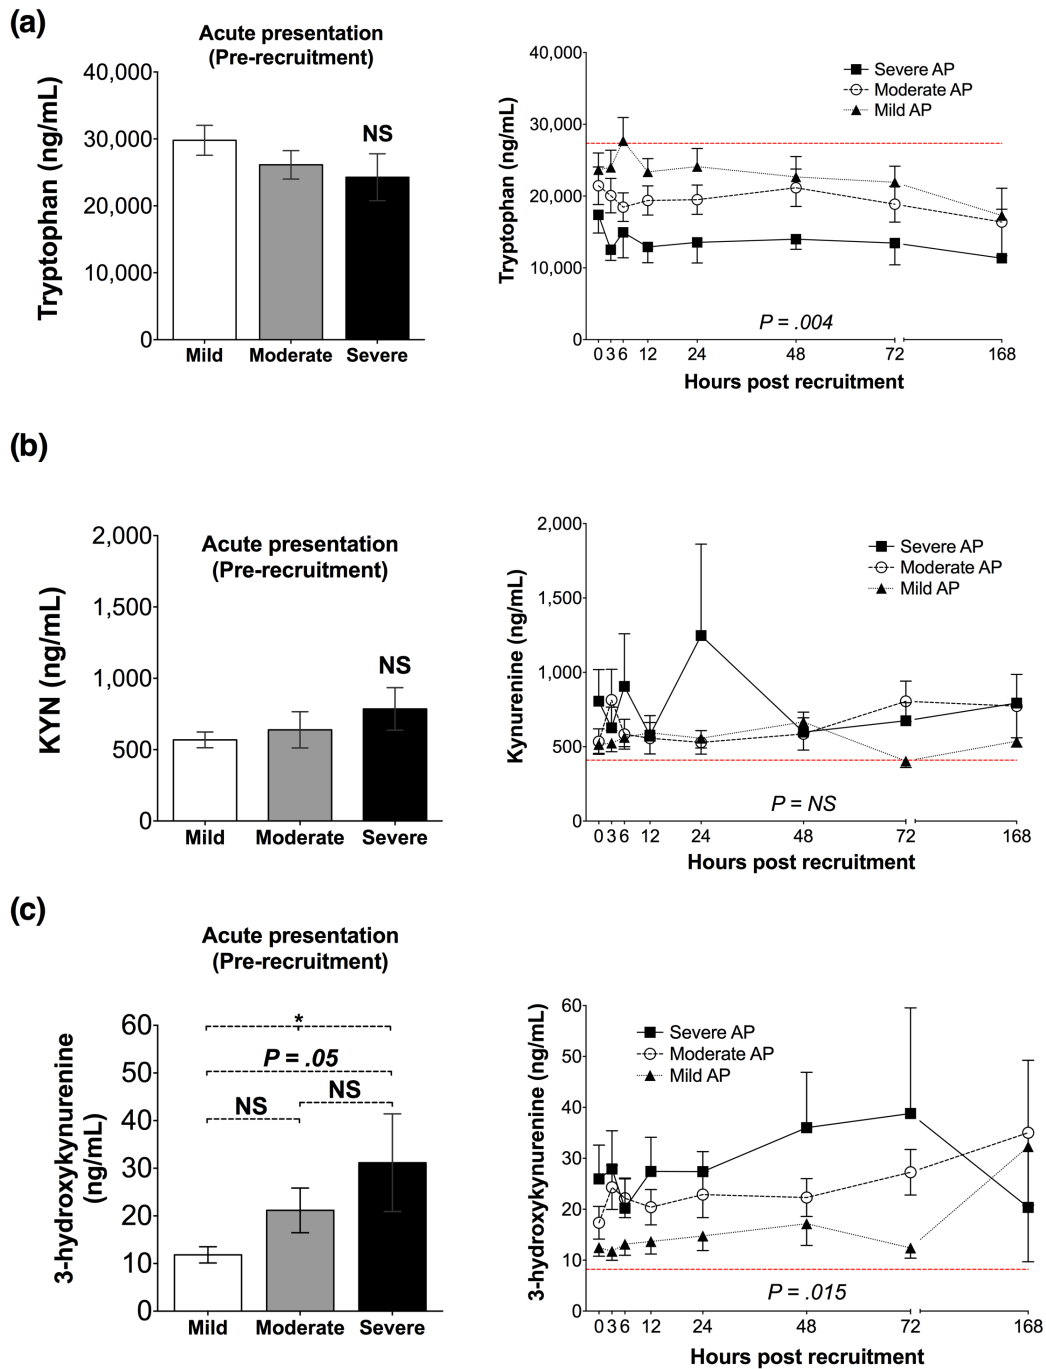 (a)
Acute presentation
(Pre-recruitment)
Tryptophan (ng/mL)
40,000
30,000
20,000
10,000
0
NS
Mild Moderate Severe
Tryptophan (ng/mL)
40,000
30,000
20,000
10,000
0
Severe AP
Moderate AP
Mild AP
P = .004
0 3 6 12 24 48 72 168
Hours post recruitment
(b)
Acute presentation
(Pre-recruitment)
KYN (ng/mL)
2,000
1,500
1,000
500
0
NS
Mild Moderate Severe
Kynurenine (ng/mL)
2,000
1,500
1,000
500
0
Severe AP
Moderate AP
Mild AP
P = NS
0 3 6 12 24 48 72 168
Hours post recruitment
(c)
Acute presentation
(Pre-recruitment)
3-hydroxykynurenine
(ng/mL)
60
50
40
30
20
10
0
*
P = .05
NS
NS
Mild Moderate Severe
3-hydroxykynurenine (ng/mL)
60
50
40
30
20
10
0
Severe AP
Moderate AP
Mild AP
P = .015
0 3 6 12 24 48 72 168
Hours post recruitment